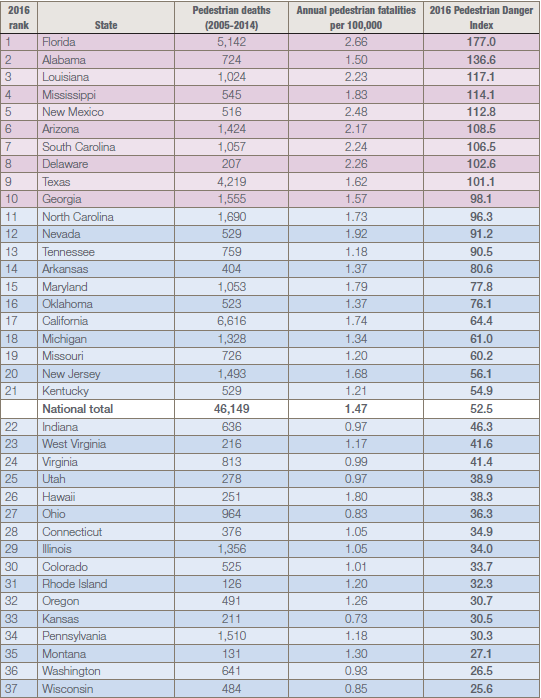 2016 rank State Pedestrian deaths (2005-2014) Annual pedestrian fatalities per 100,000 2016 Pedestrian Danger Index
1 Florida 5,142 2.66 177.0
2 Alabama 724 1.50 136.6
3 Louisiana 1,024 2.23 117.1
4 Mississippi 545 1.83 114.1
5 New Mexico 516 2.48 112.8
6 Arizona 1,424 2.17 108.5
7 South Carolina 1,057 2.24 106.5
8 Delaware 207 2.26 102.6
9 Texas 4,219 1.62 101.1
10 Georgia 1,555 1.57 98.1
11 North Carolina 1,690 1.73 96.3
12 Nevada 529 1.92 91.2
13 Tennessee 759 1.18 90.5
14 Arkansas 404 1.37 80.6
15 Maryland 1,053 1.79 77.8
16 Oklahoma 523 1.37 76.1
17 California 6,616 1.74 64.4
18 Michigan 1,328 1.34 61.0
19 Missouri 726 1.20 60.2
20 New Jersey 1,493 1.68 56.1
21 Kentucky 529 1.21 54.9
National total 46,149 1.47 52.5
22 Indiana 636 0.97 46.3
23 West Virginia 216 1.17 41.6
24 Virginia 813 0.99 41.4
25 Utah 278 0.97 38.9
26 Hawaii 251 1.80 38.3
27 Ohio 964 0.83 36.3
28 Connecticut 376 1.05 34.9
29 Illinois 1,356 1.05 34.0
30 Colorado 525 1.01 33.7
31 Rhode Island 126 1.20 32.3
32 Oregon 491 1.26 30.7
33 Kansas 211 0.73 30.5
34 Pennsylvania 1,510 1.18 30.3
35 Montana 131 1.30 27.1
36 Washington 641 0.93 26.5
37 Wisconsin 484 0.85 25.6